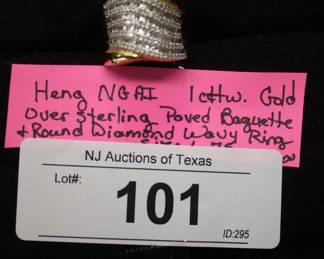 Heng NGAI 1cttw. Gold
Over Sterling Paved Baguette
+ Round Diamond Wavy Ring
NJ Auctions of Texas
Lot#:
101
ID:295